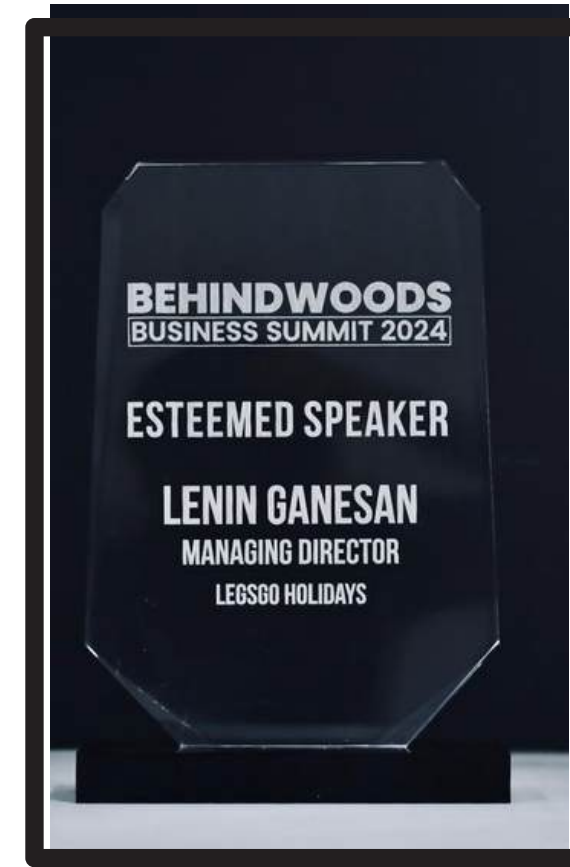 BEHINDWOODS
BUSINESS SUMMIT 2024
ESTEEMED SPEAKER
LENIN GANESAN
MANAGING DIRECTOR
LEGSGO HOLIDAYS